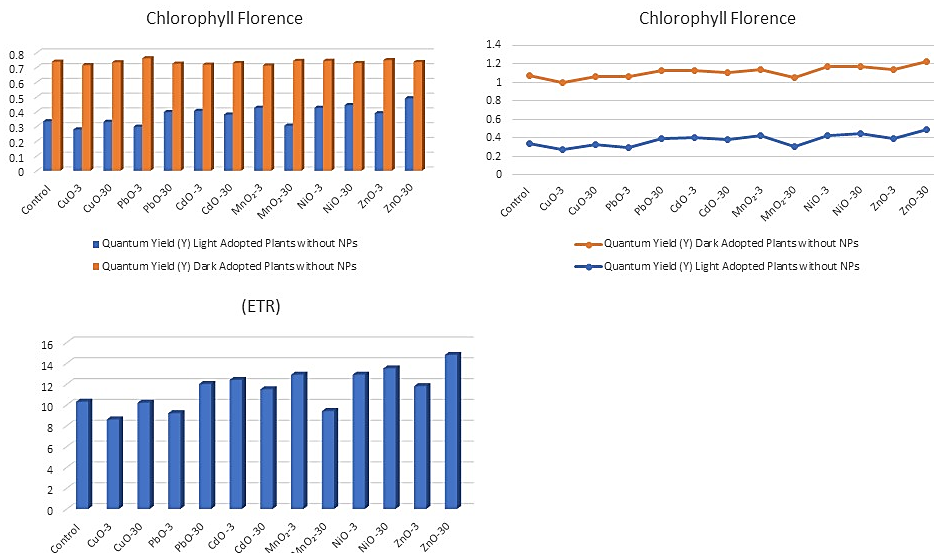 Chlorophyll Florence
0.8
0.7
0.6
0.5
0.4
0.3
0.2
0.1
0
Control
CuO-3
CuO-30
PbO-3
PbO-30
CdO-3
CdO-30
MnO₂-3
MnO₂-30
NiO-3
NiO-30
ZnO-3
ZnO-30
Quantum Yield (Y) Light Adopted Plants without NPs
Quantum Yield (Y) Dark Adopted Plants without NPs
Chlorophyll Florence
1.4
1.2
1
0.8
0.6
0.4
0.2
0
Control
CuO-3
CuO-30
PbO-3
PbO-30
CdO-3
CdO-30
MnO₂-3
MnO₂-30
NiO-3
NiO-30
ZnO-3
ZnO-30
Quantum Yield (Y) Dark Adopted Plants without NPs
Quantum Yield (Y) Light Adopted Plants without NPs
(ETR)
16
14
12
10
8
6
4
2
0
Control
CuO-3
CuO-30
PbO-3
PbO-30
CdO-3
CdO-30
MnO₂-3
MnO₂-30
NiO-3
NiO-30
ZnO-3
ZnO-30